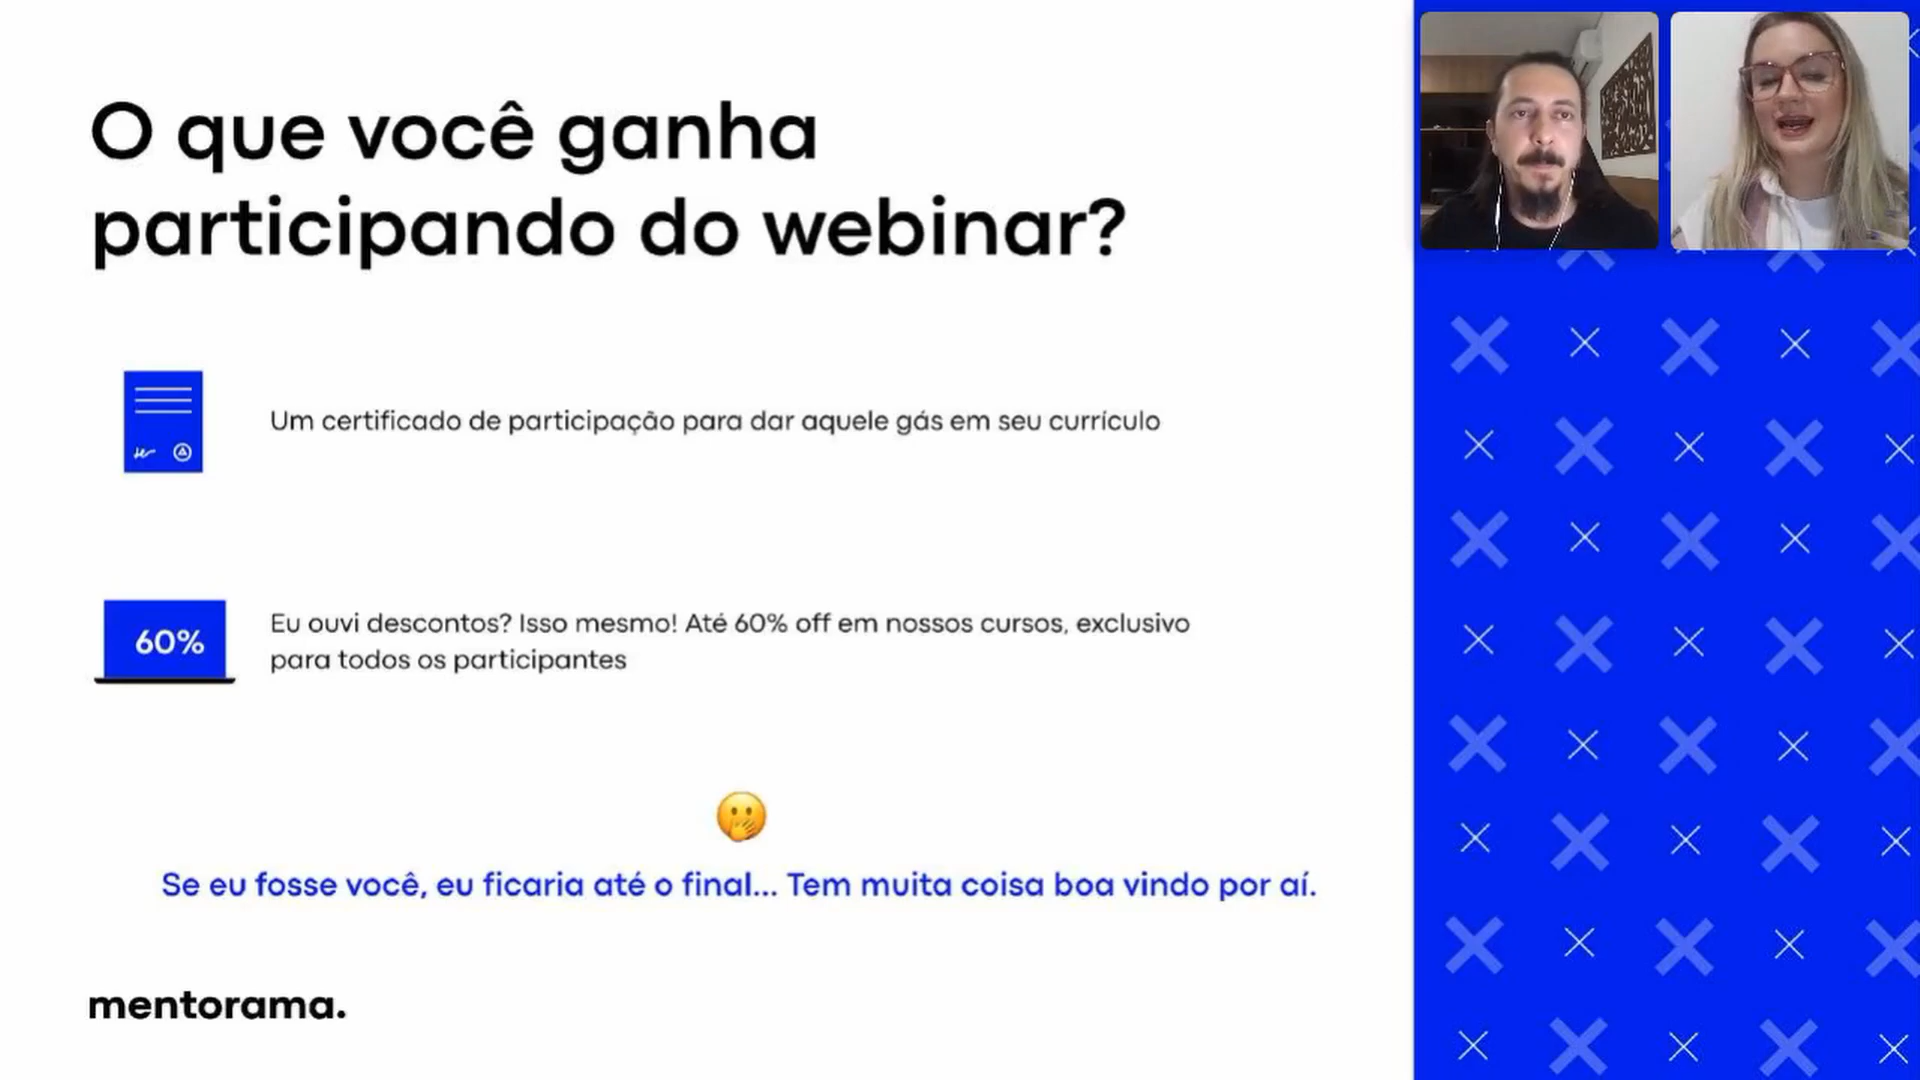 O que você ganha
participando do webinar?
Um certificado de participação para dar aquele gás em seu currículo
60%
Eu ouvi descontos? Isso mesmo! Até 60% off em nossos cursos, exclusivo
para todos os participantes
Se eu fosse você, eu ficaria até o final... Tem muita coisa boa vindo por aí.
mentorama.